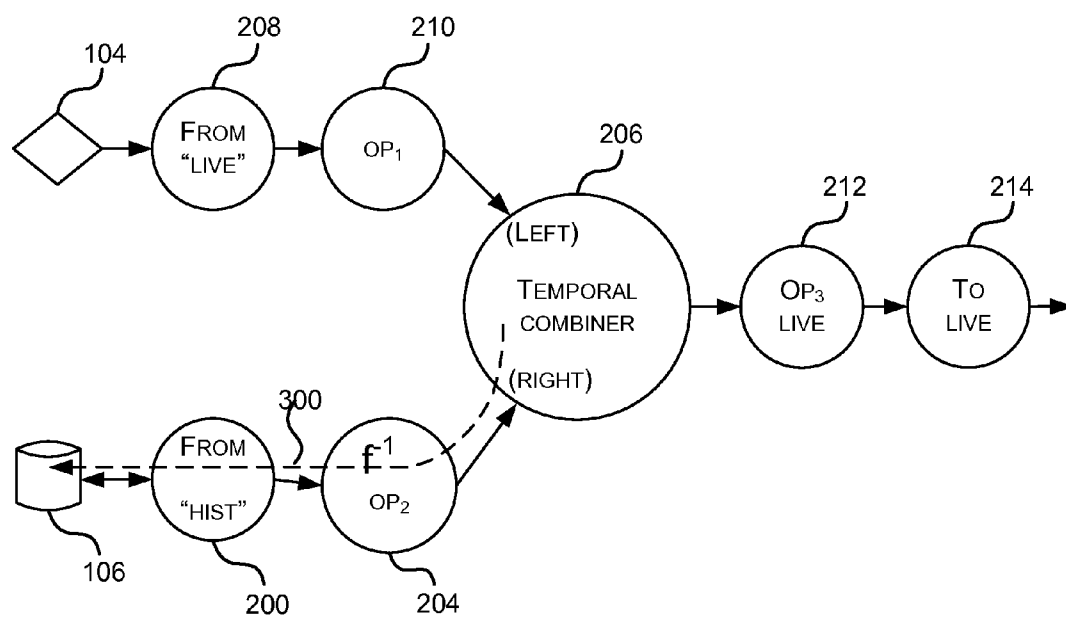 104
208
210
FROM
"LIVE"
OP₁
206
(LEFT)
TEMPORAL
COMBINER
(RIGHT)
212
OP₃
LIVE
214
TO
LIVE
300
FROM
"HIST"
f⁻¹
OP₂
106
200
204